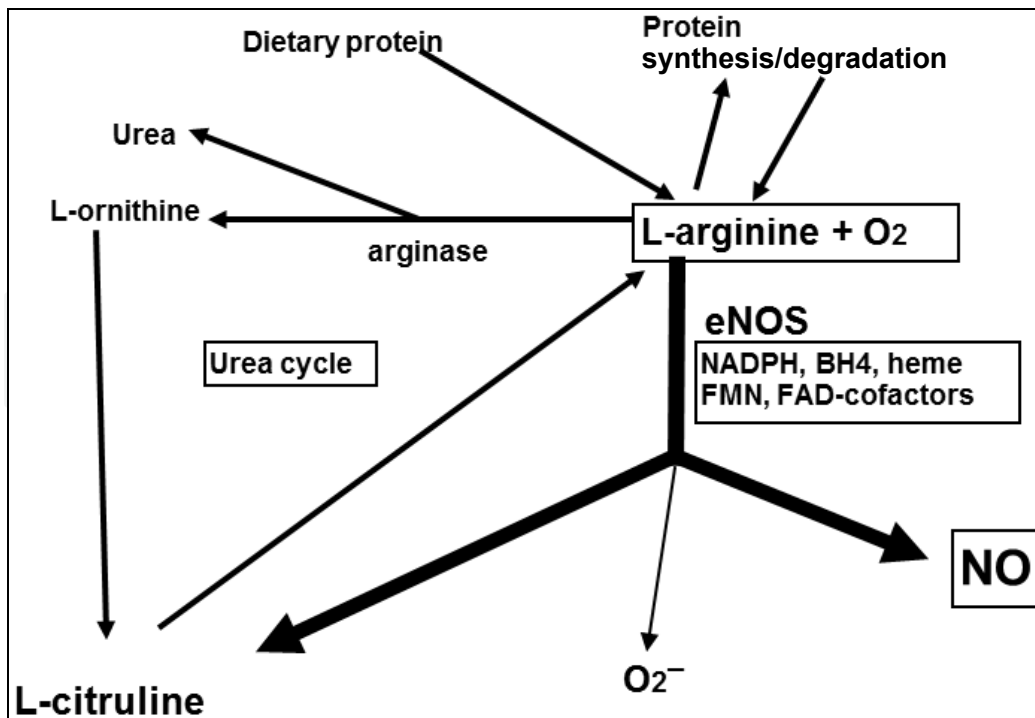 Dietary protein
Protein
synthesis/degradation
Urea
L-ornithine
arginase
L-arginine + O2
eNOS
NADPH, BH4, heme
FMN, FAD-cofactors
Urea cycle
NO
O2–
L-citruline